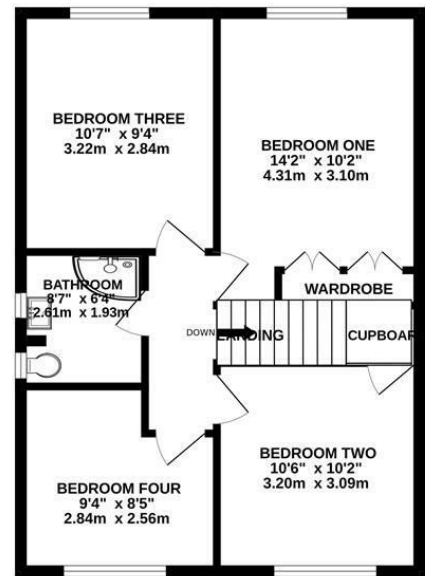 BEDROOM THREE
10'7" x 9'4"
3.22m x 2.84m
BEDROOM ONE
14'2" x 10'2"
4.31m x 3.10m
BATHROOM
8'7" x 6'4"
2.61m x 1.93m
WARDROBE
DOWN
LANDING
CUPBOAR
BEDROOM TWO
10'6" x 10'2"
3.20m x 3.09m
BEDROOM FOUR
9'4" x 8'5"
2.84m x 2.56m